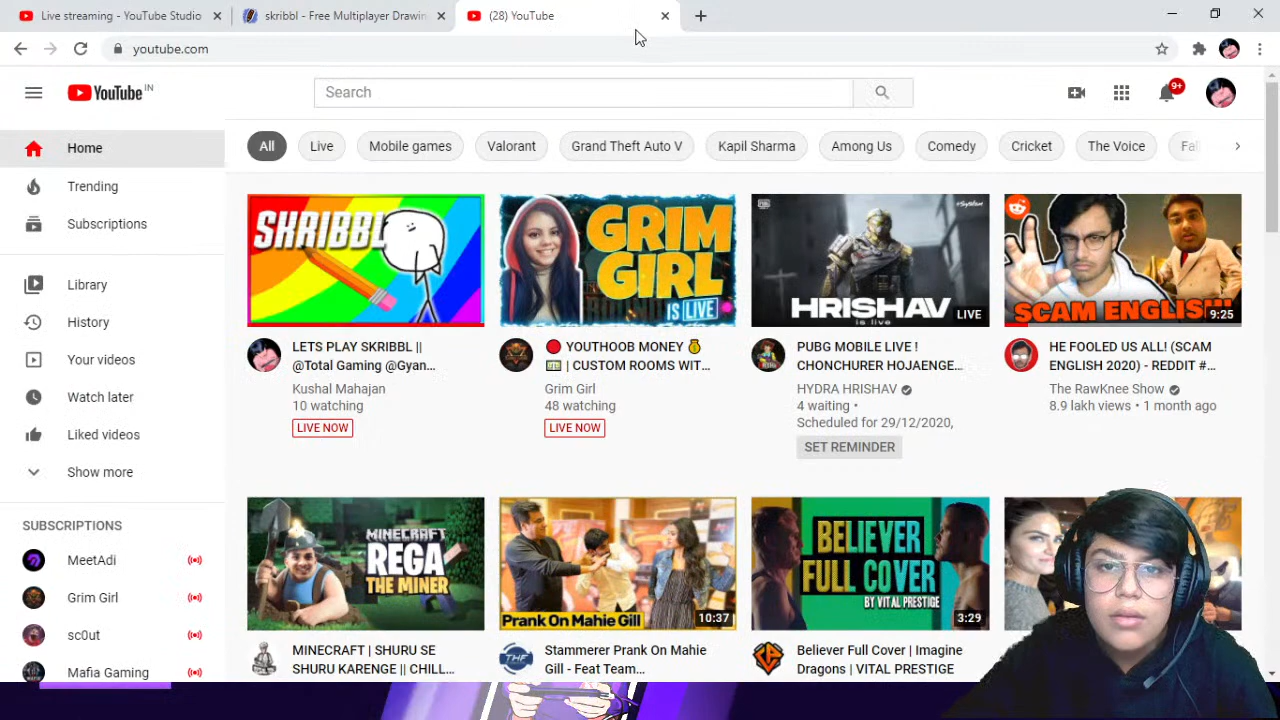 Live streaming - YouTube Studio
skribbl - Free Multiplayer Drawin
(28) YouTube
youtube.com
YouTube IN
Search
9+
All
Live
Mobile games
Valorant
Grand Theft Auto V
Kapil Sharma
Among Us
Comedy
Cricket
The Voice
Fal
Home
Trending
Subscriptions
Library
History
Your videos
Watch later
Liked videos
Show more
SUBSCRIPTIONS
MeetAdi
Grim Girl
sc0ut
Mafia Gaming
SKRIBBL
LETS PLAY SKRIBBL ||
@Total Gaming @Gyan...
Kushal Mahajan
10 watching
LIVE NOW
GRIM
GIRL
IS LIVE
YOUTHOOB MONEY
| CUSTOM ROOMS WIT...
Grim Girl
48 watching
LIVE NOW
#System
HRISHAV
is live
LIVE
PUBG MOBILE LIVE !
CHONCHURER HOJAENGE...
HYDRA HRISHAV
4 waiting •
Scheduled for 29/12/2020,
SET REMINDER
SCAM ENGLISH
9:25
HE FOOLED US ALL! (SCAM
ENGLISH 2020) - REDDIT #...
The RawKnee Show
8.9 lakh views • 1 month ago
MINECRAFT
REGA
THE MINER
MINECRAFT | SHURU SE
SHURU KARENGE || CHILL
Prank On Mahie Gill
10:37
THF
Stammerer Prank On Mahie
Gill - Feat Team...
BELIEVER
FULL COVER
BY VITAL PRESTIGE
3:29
Believer Full Cover | Imagine
Dragons | VITAL PRESTIGE